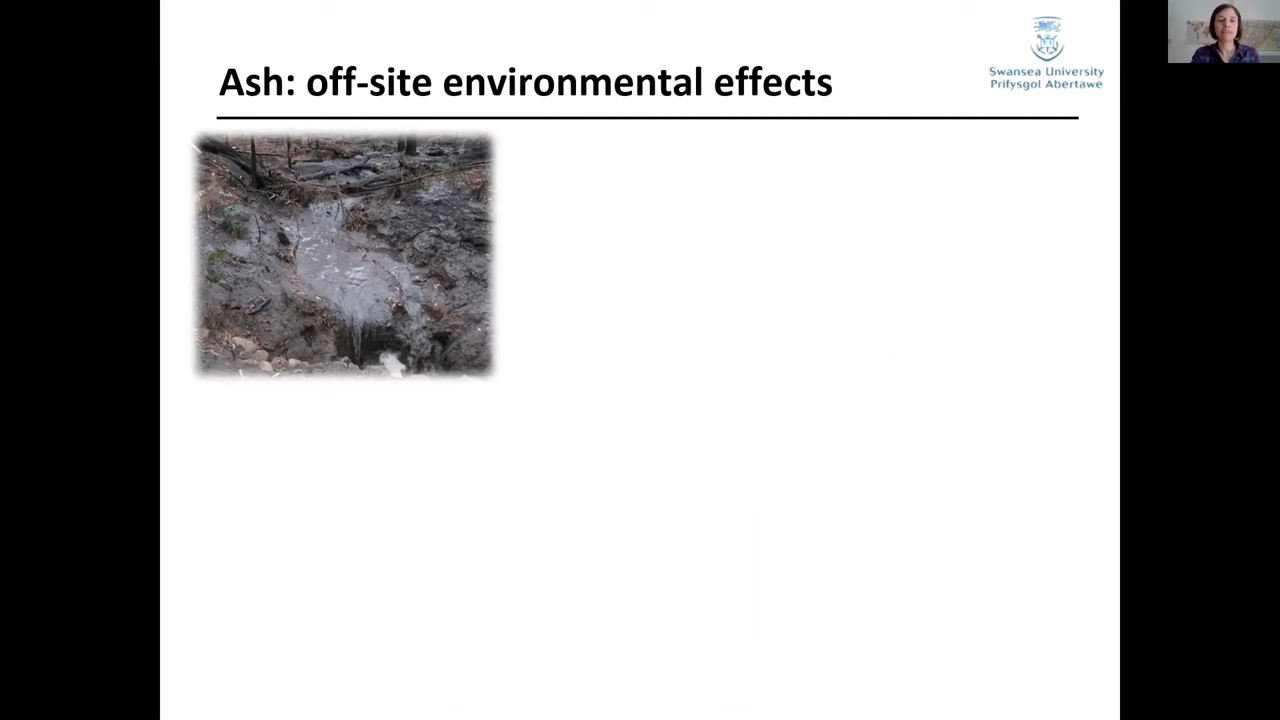 Ash: off-site environmental effects
Swansea University
Prifysgol Abertawe